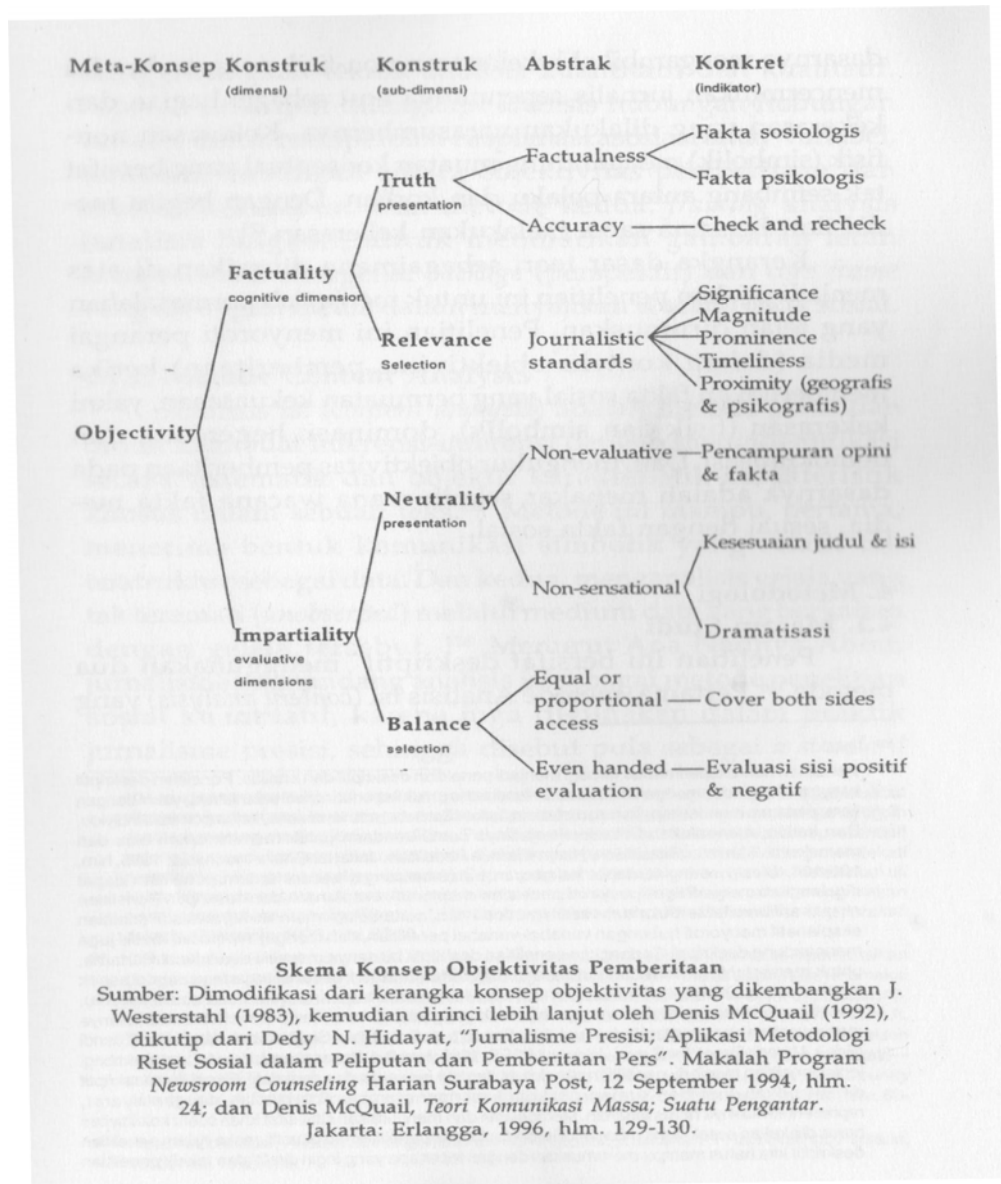 Meta-Konsep Konstruk Konstruk Abstrak Konkret
(dimensi) (sub-dimensi) (indikator)
Fakta sosiologis
Factualness
Truth Fakta psikologis
presentation
Accuracy Check and recheck
Factuality
cognitive dimension
Significance
Magnitude
Relevance Journalistic Prominence
Selection standards Timeliness
Proximity (geografis
& psikografis)
Objectivity
Non-evaluative Pencampuran opini
& fakta
Neutrality
presentation
Kesesuaian judul & isi
Non-sensational
Impartiality Dramatisasi
evaluative
dimensions
Equal or
proportional Cover both sides
access
Balance
selection
Even handed Evaluasi sisi positif
evaluation & negatif
Skema Konsep Objektivitas Pemberitaan
Sumber: Dimodifikasi dari kerangka konsep objektivitas yang dikembangkan J.
Westerstahl (1983), kemudian dirinci lebih lanjut oleh Denis McQuail (1992),
dikutip dari Dedy N. Hidayat, "Jurnalisme Presisi; Aplikasi Metodologi
Riset Sosial dalam Peliputan dan Pemberitaan Pers". Makalah Program
Newsroom Counseling Harian Surabaya Post, 12 September 1994, hlm.
24; dan Denis McQuail, Teori Komunikasi Massa; Suatu Pengantar.
Jakarta: Erlangga, 1996, hlm. 129-130.